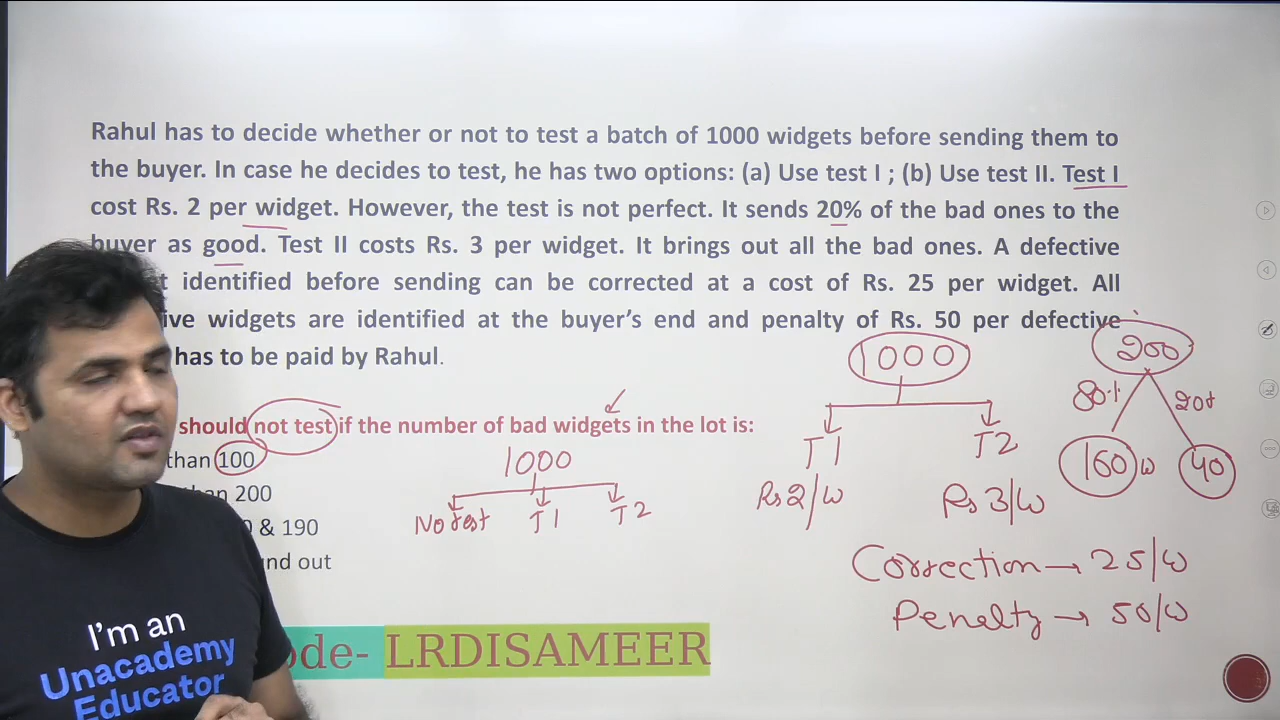 Rahul has to decide whether or not to test a batch of 1000 widgets before sending them to
the buyer. In case he decides to test, he has two options: (a) Use test I ; (b) Use test II. Test I
cost Rs. 2 per widget. However, the test is not perfect. It sends 20% of the bad ones to the
buyer as good. Test II costs Rs. 3 per widget. It brings out all the bad ones. A defective
identified before sending can be corrected at a cost of Rs. 25 per widget. All
widgets are identified at the buyer's end and penalty of Rs. 50 per defective
has to be paid by Rahul.
should not test if the number of bad widgets in the lot is:
than 100
than 200
& 190
out
1000
No test T1 T2
1000
T1 T2
Rs2/w Rs3/w
200
80% 20%
160 w 40
Correction → 25/w
Penalty → 50/w
ode- LRDISAMEER
I'm an
Unacademy
Educator